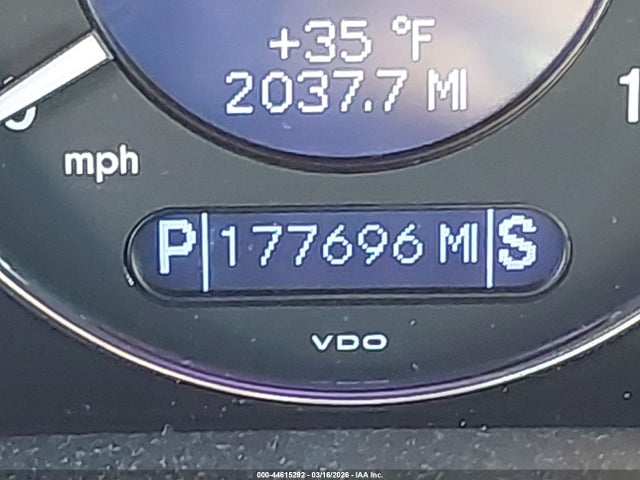 +35 °F
2037.7 MI
mph
P 177696 MI S
VDO
000-44615292 - 03/16/2026 - IAA Inc.